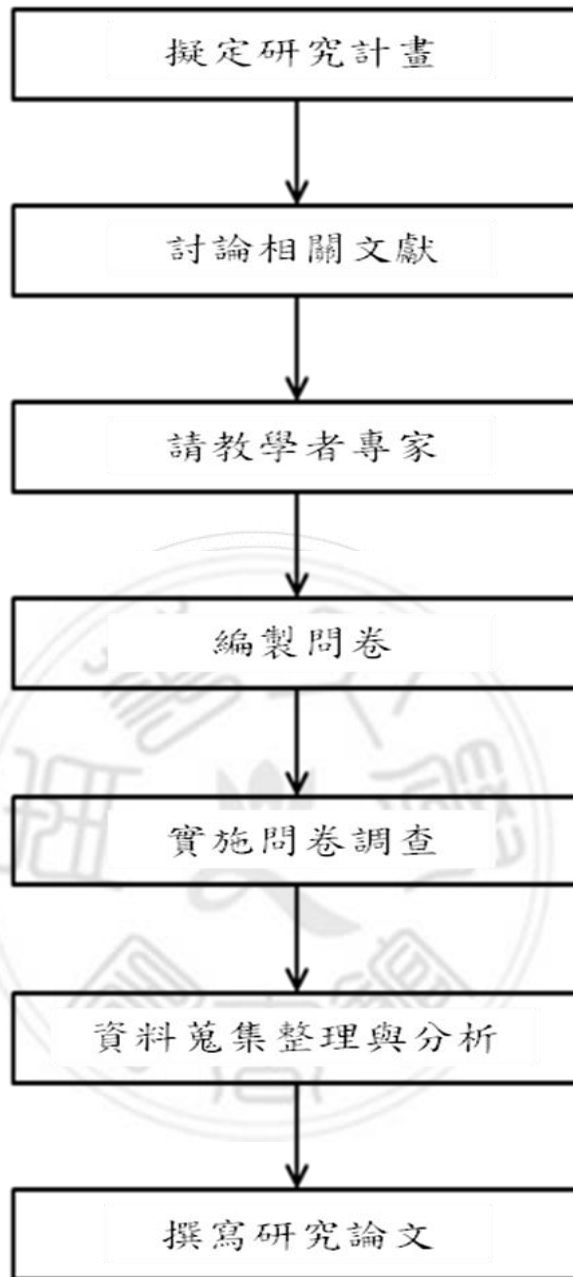 擬定研究計畫
討論相關文獻
請教學者專家
編製問卷
實施問卷調查
資料蒐集整理與分析
撰寫研究論文